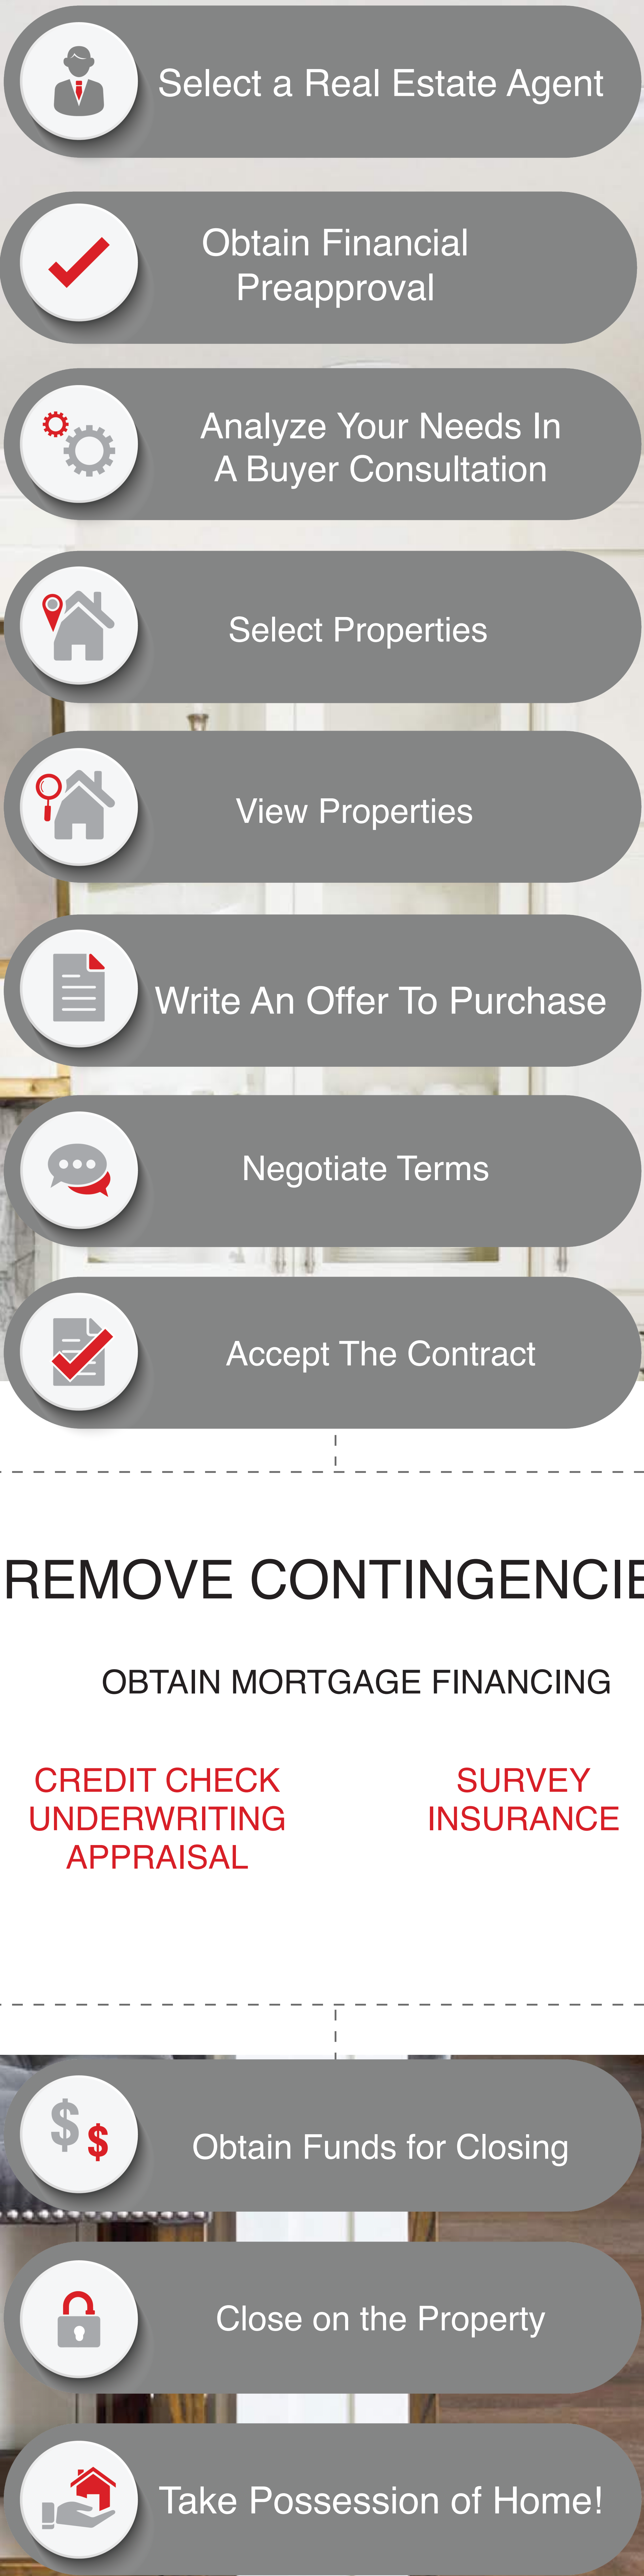 Select a Real Estate Agent
Obtain Financial
Preapproval
Analyze Your Needs In
A Buyer Consultation
Select Properties
View Properties
Write An Offer To Purchase
Negotiate Terms
Accept The Contract
REMOVE CONTINGENCIE
OBTAIN MORTGAGE FINANCING
CREDIT CHECK
UNDERWRITING
APPRAISAL
SURVEY
INSURANCE
$ $
Obtain Funds for Closing
Close on the Property
Take Possession of Home!